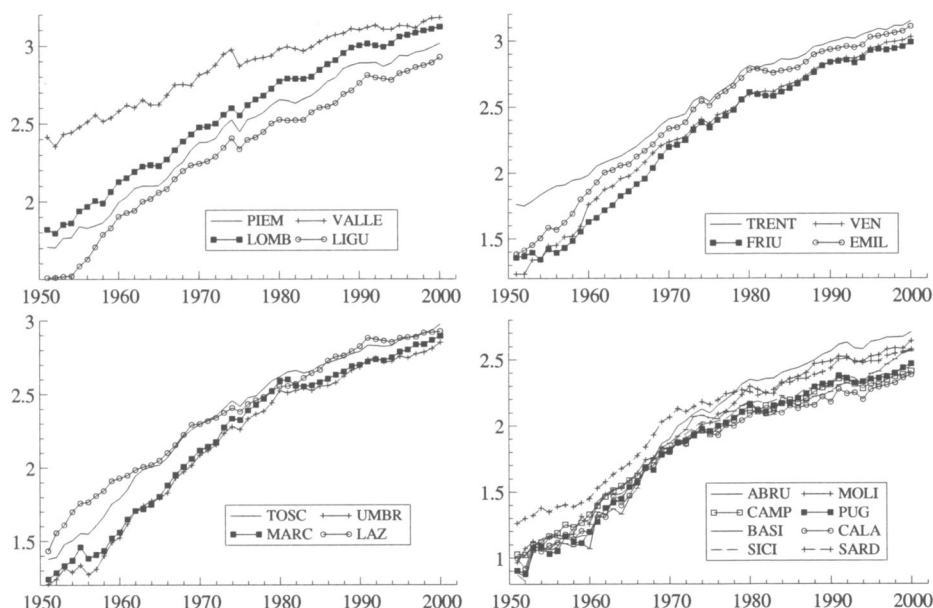 3
2.5
2
PIEM VALLE
LOMB LIGU
1950 1960 1970 1980 1990 2000
3
2.5
2
1.5
TRENT VEN
FRIU EMIL
1950 1960 1970 1980 1990 2000
3
2.5
2
1.5
TOSC UMBR
MARC LAZ
1950 1960 1970 1980 1990 2000
2.5
2
1.5
1
ABRU MOLI
CAMP PUG
BASI CALA
SICI SARD
1950 1960 1970 1980 1990 2000